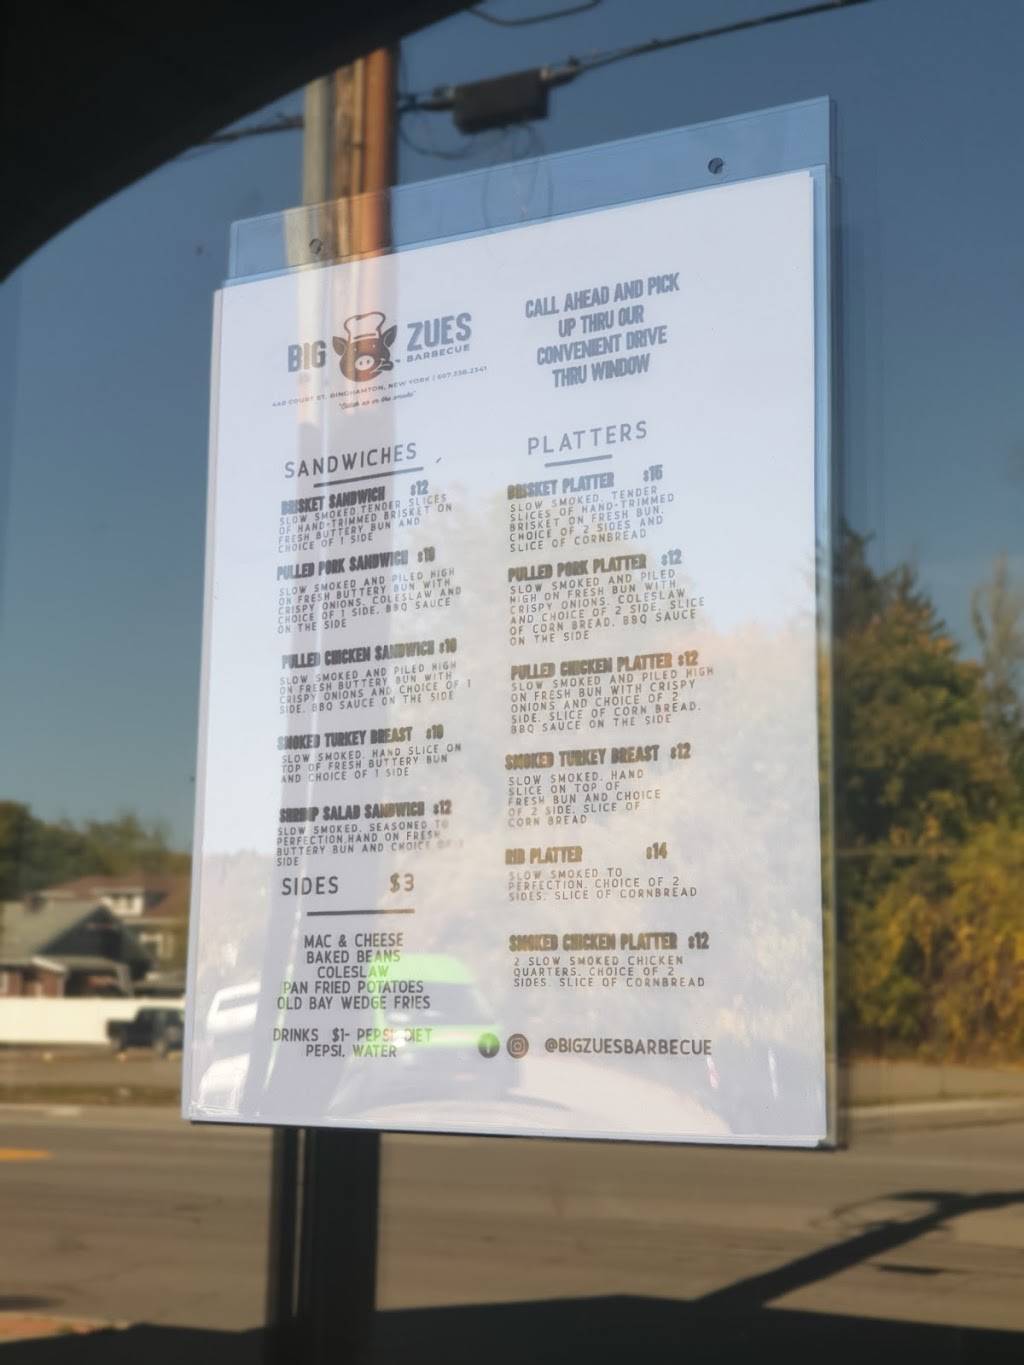 BIG ZUES
BARBECUE
440 COURT ST. BINGHAMTON, NEW YORK | 607.238.2341
CALL AHEAD AND PICK
UP THRU OUR
CONVENIENT DRIVE
THRU WINDOW
SANDWICHES
BRISKET SANDWICH $12
SLOW SMOKED TENDER SLICES
OF HAND-TRIMMED BRISKET ON
FRESH BUTTERY BUN AND
CHOICE OF 1 SIDE
PULLED PORK SANDWICH $10
SLOW SMOKED AND PILED HIGH
ON FRESH BUTTERY BUN WITH
CRISPY ONIONS, COLESLAW AND
CHOICE OF 1 SIDE. BBQ SAUCE
ON THE SIDE
PULLED CHICKEN SANDWICH $10
SLOW SMOKED AND PILED HIGH
ON FRESH BUTTERY BUN WITH
CRISPY ONIONS AND CHOICE OF 1
SIDE. BBQ SAUCE ON THE SIDE
SMOKED TURKEY BREAST $10
SLOW SMOKED, HAND SLICE ON
TOP OF FRESH BUTTERY BUN
AND CHOICE OF 1 SIDE
SHRIMP SALAD SANDWICH $12
SLOW SMOKED, SEASONED TO
PERFECTION,HAND ON FRESH
BUTTERY BUN AND CHOICE OF 1
SIDE
SIDES $3
MAC & CHEESE
BAKED BEANS
COLESLAW
PAN FRIED POTATOES
OLD BAY WEDGE FRIES
DRINKS $1- PEPSI, DIET
PEPSI, WATER
PLATTERS
BRISKET PLATTER $15
SLOW SMOKED, TENDER
SLICES OF HAND-TRIMMED
BRISKET ON FRESH BUN.
CHOICE OF 2 SIDES AND
SLICE OF CORNBREAD
PULLED PORK PLATTER $12
SLOW SMOKED AND PILED
HIGH ON FRESH BUN WITH
CRISPY ONIONS, COLESLAW
AND CHOICE OF 2 SIDE, SLICE
OF CORN BREAD, BBQ SAUCE
ON THE SIDE
PULLED CHICKEN PLATTER $12
SLOW SMOKED AND PILED HIGH
ON FRESH BUN WITH CRISPY
ONIONS AND CHOICE OF 2
SIDE, SLICE OF CORN BREAD.
BBQ SAUCE ON THE SIDE
SMOKED TURKEY BREAST $12
SLOW SMOKED, HAND
SLICE ON TOP OF
FRESH BUN AND CHOICE
OF 2 SIDE, SLICE OF
CORN BREAD
RIB PLATTER $14
SLOW SMOKED TO
PERFECTION, CHOICE OF 2
SIDES, SLICE OF CORNBREAD
SMOKED CHICKEN PLATTER $12
2 SLOW SMOKED CHICKEN
QUARTERS, CHOICE OF 2
SIDES, SLICE OF CORNBREAD
@BIGZUESBARBECUE